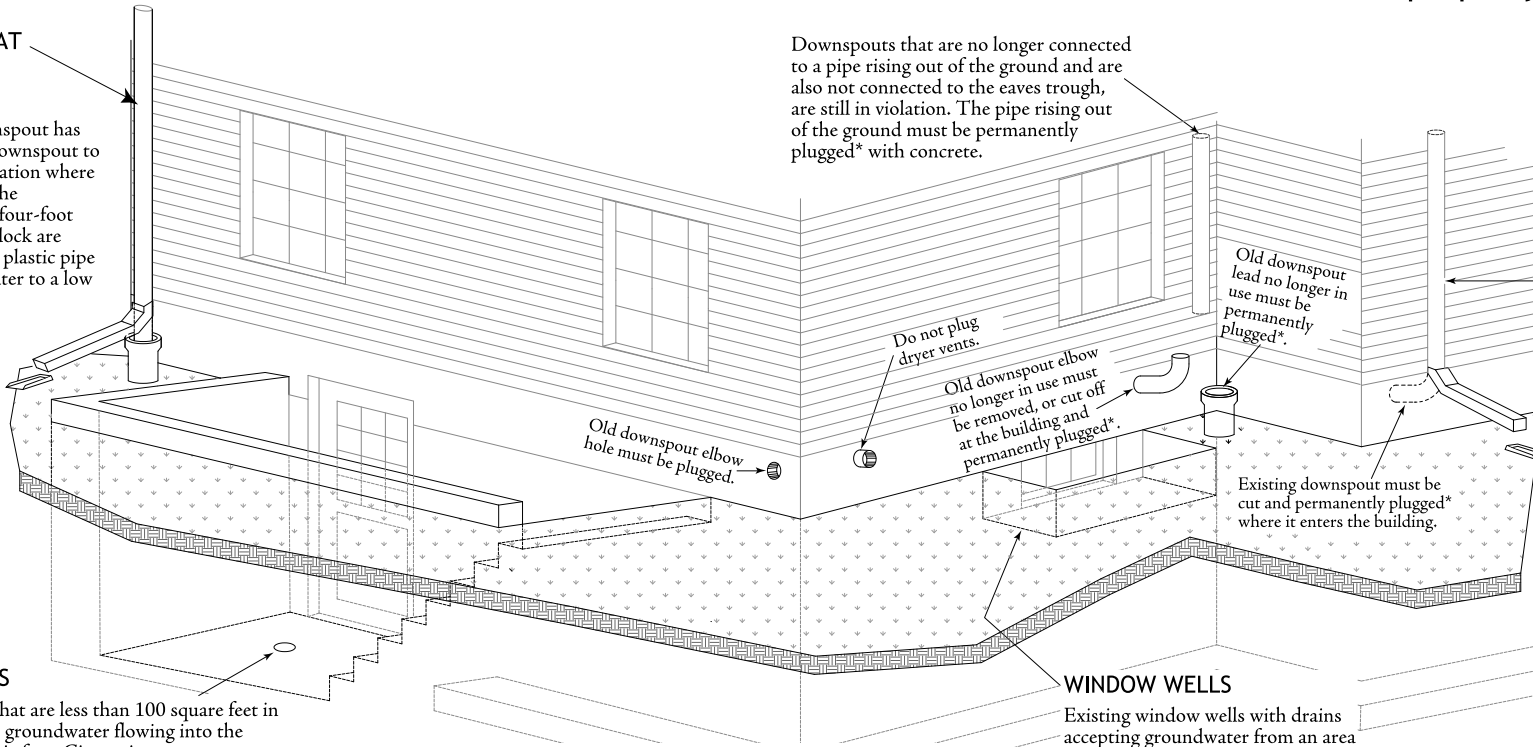 AT
nspout has
ownspout to
ation where
he
four-foot
lock are
plastic pipe
ter to a low
Downspouts that are no longer connected
to a pipe rising out of the ground and are
also not connected to the eaves trough,
are still in violation. The pipe rising out
of the ground must be permanently
plugged* with concrete.
Old downspout
lead no longer in
use must be
permanently
plugged*.
Do not plug
dryer vents.
Old downspout elbow
no longer in use must
be removed, or cut off
at the building and
permanently plugged*.
Old downspout elbow
hole must be plugged.
Existing downspout must be
cut and permanently plugged*
where it enters the building.
S
hat are less than 100 square feet in
groundwater flowing into the
WINDOW WELLS
Existing window wells with drains
accepting groundwater from an area